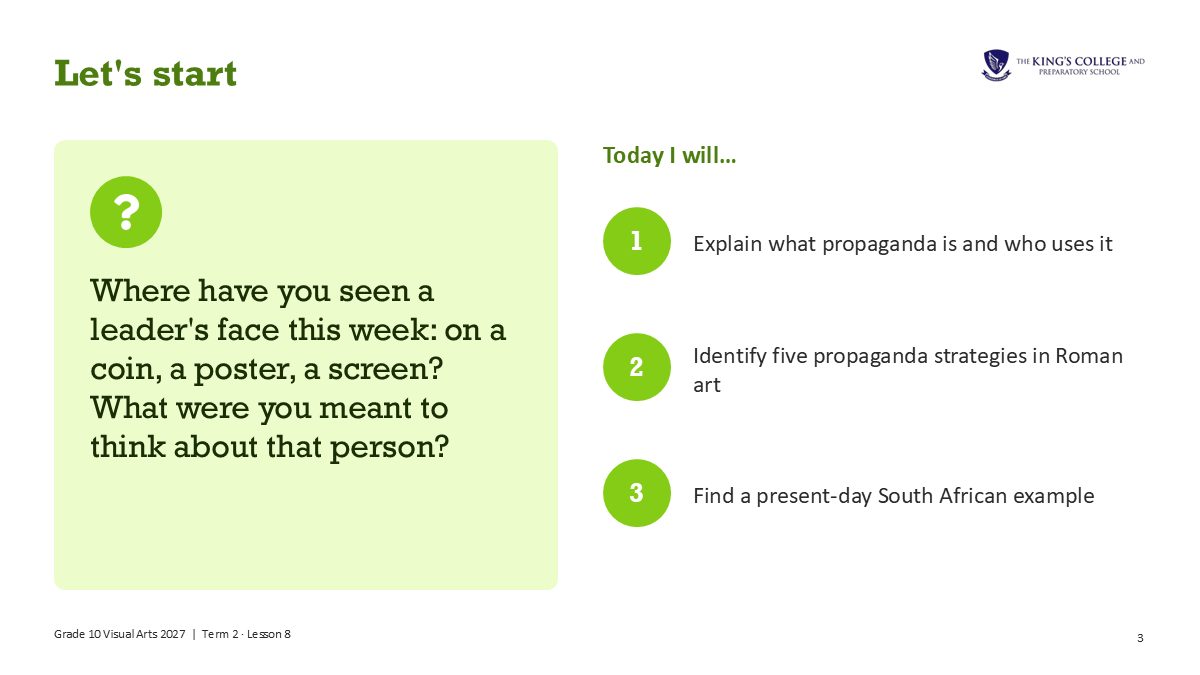 Let's start
THE KING'S COLLEGE AND
PREPARATORY SCHOOL
?
Where have you seen a
leader's face this week: on a
coin, a poster, a screen?
What were you meant to
think about that person?
Today I will…
1
Explain what propaganda is and who uses it
2
Identify five propaganda strategies in Roman
art
3
Find a present-day South African example
Grade 10 Visual Arts 2027 | Term 2 · Lesson 8
3